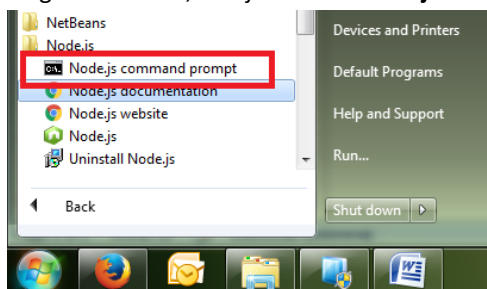 NetBeans
Node.js
Node.js command prompt
Node.js documentation
Node.js website
Node.js
Uninstall Node.js
Back
Devices and Printers
Default Programs
Help and Support
Run...
Shut down